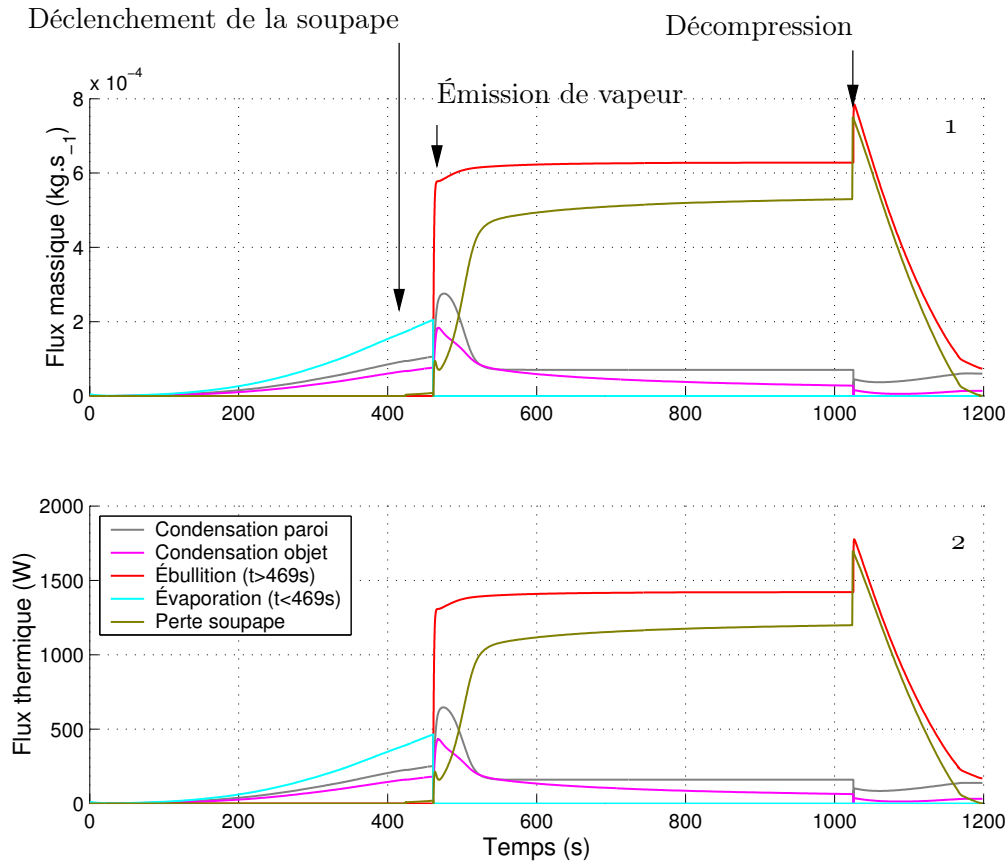 Déclenchement de la soupape
Décompression
Émission de vapeur
x 10⁻⁴
1
Flux massique (kg.s⁻¹)
8
6
4
2
0
0 200 400 600 800 1000 1200
2
Flux thermique (W)
2000
1500
1000
500
0
Condensation paroi
Condensation objet
Ébullition (t>469s)
Évaporation (t<469s)
Perte soupape
0 200 400 600 800 1000 1200
Temps (s)